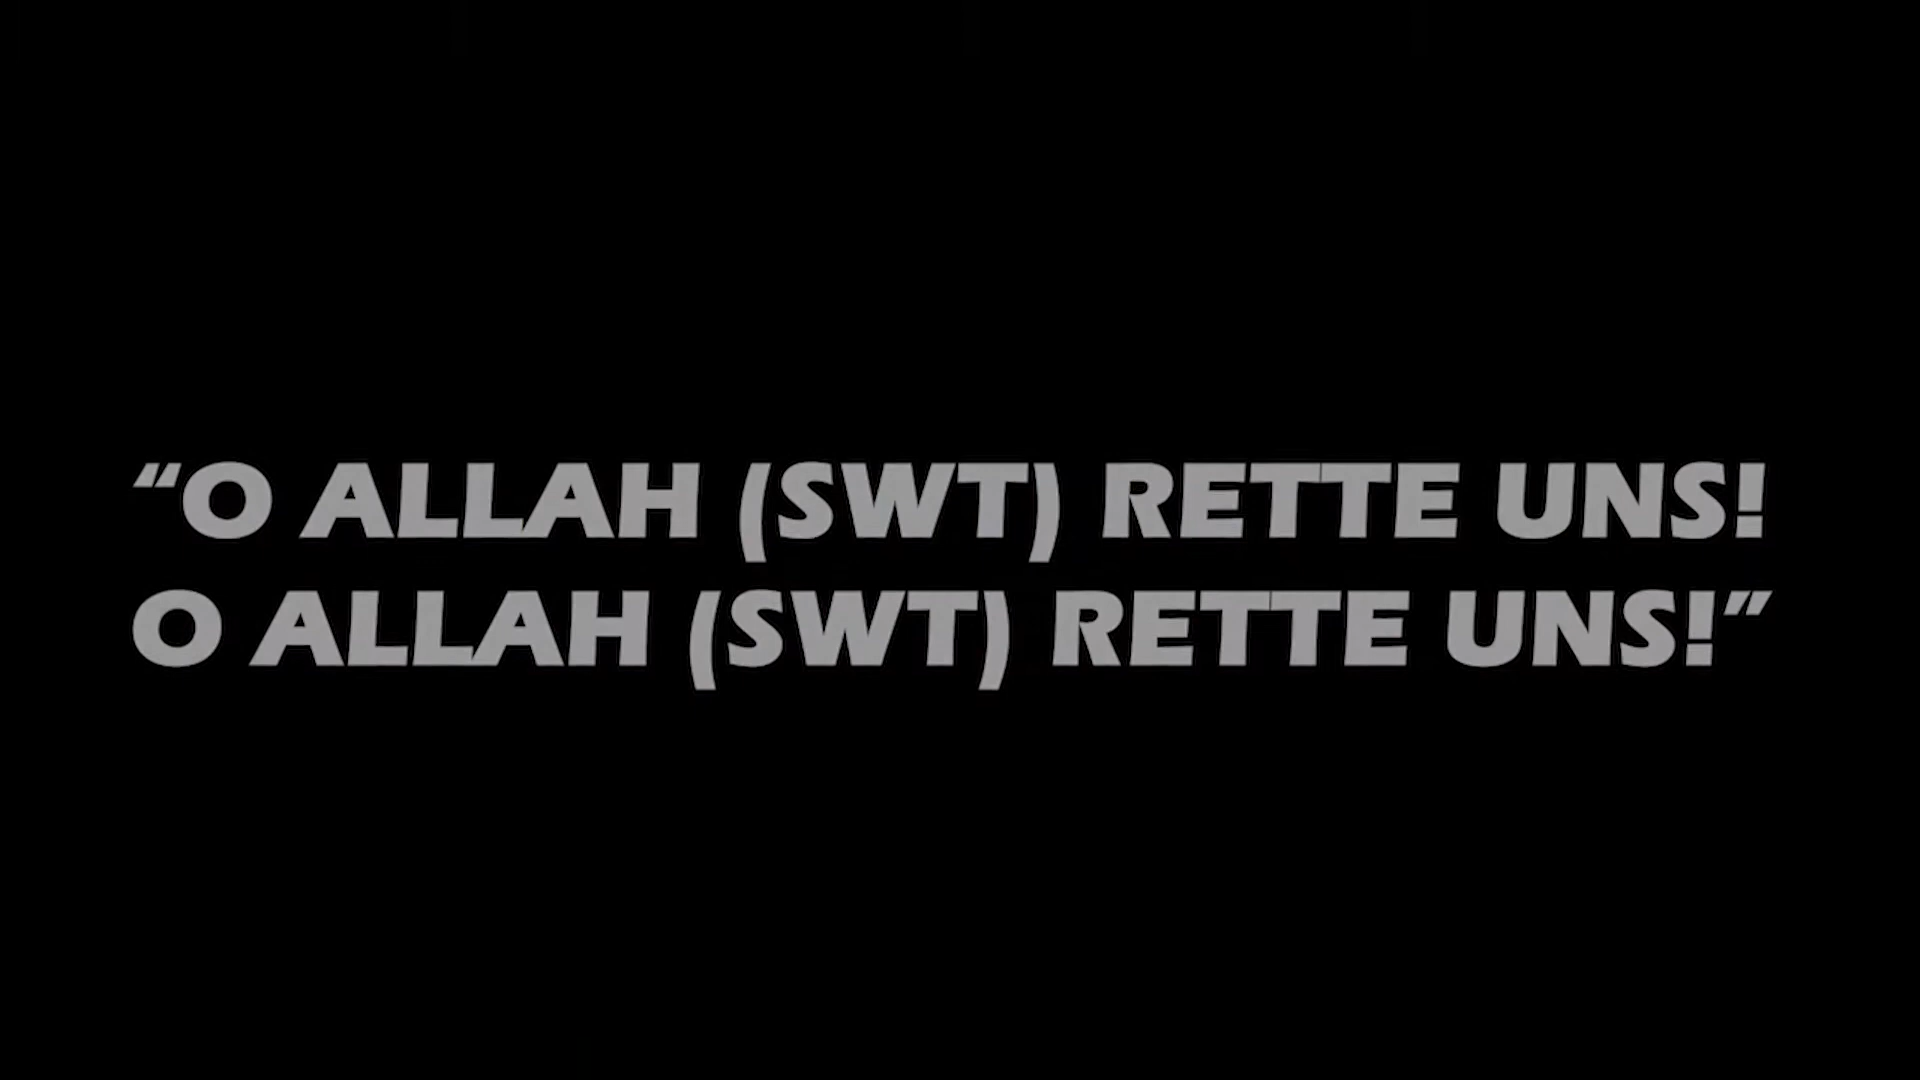 “O ALLAH (SWT) RETTE UNS!
O ALLAH (SWT) RETTE UNS!”